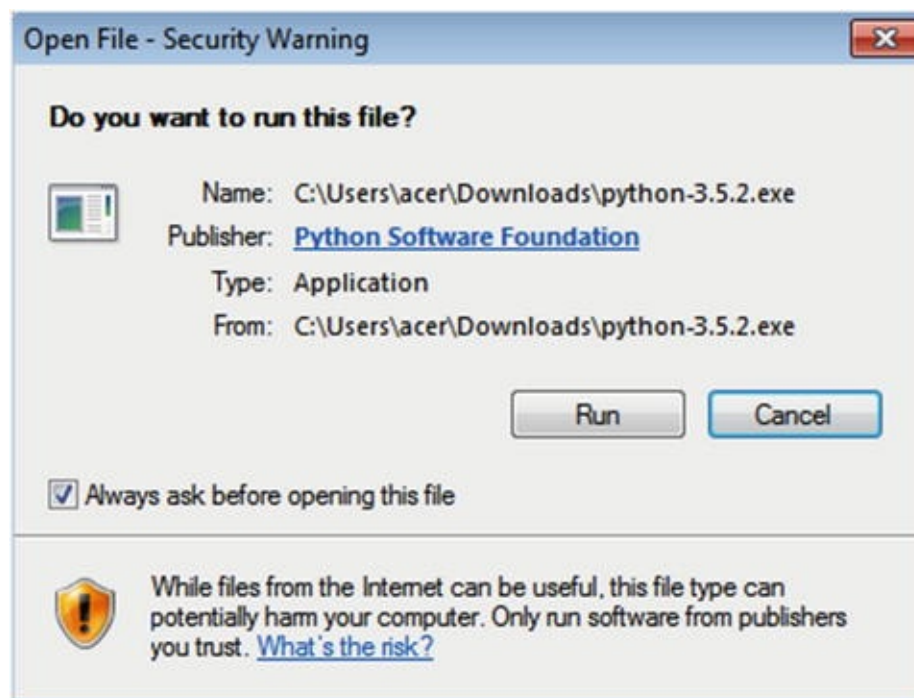 Open File - Security Warning
Do you want to run this file?
Name: C:\Users\acer\Downloads\python-3.5.2.exe
Publisher: Python Software Foundation
Type: Application
From: C:\Users\acer\Downloads\python-3.5.2.exe
Run Cancel
Always ask before opening this file
While files from the Internet can be useful, this file type can
potentially harm your computer. Only run software from publishers
you trust. What's the risk?